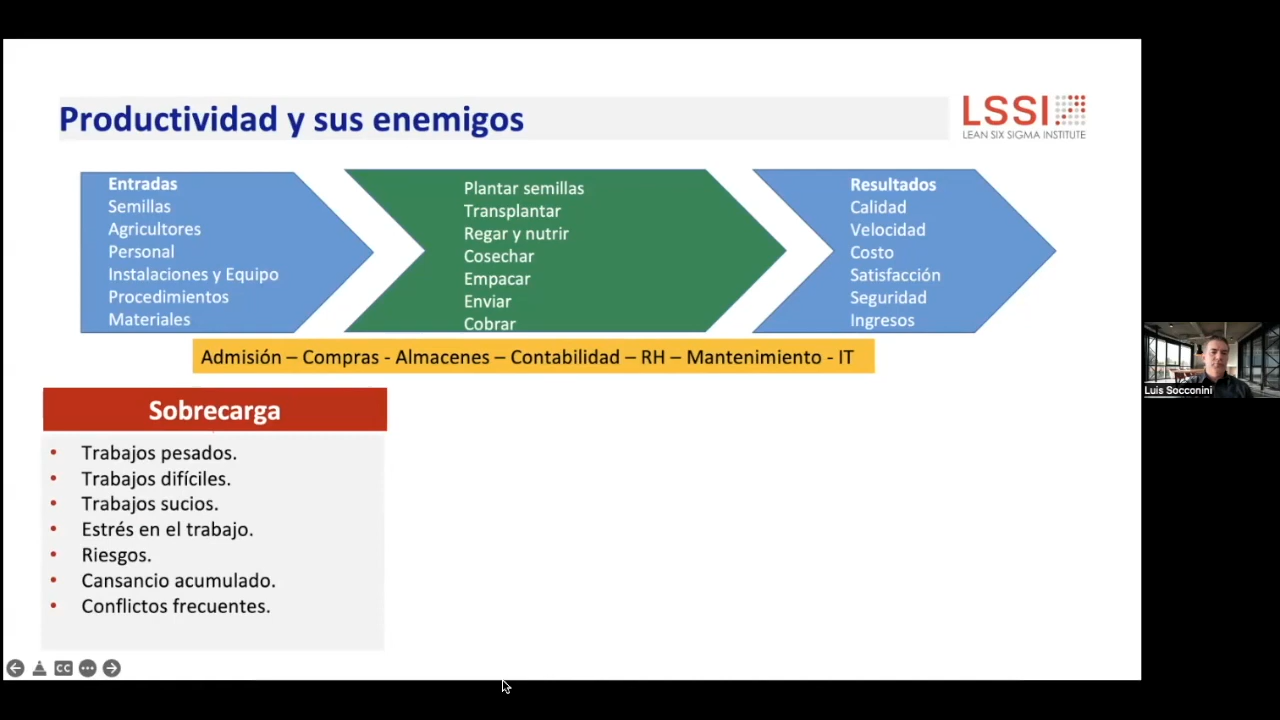 Productividad y sus enemigos
LSSI
LEAN SIX SIGMA INSTITUTE
Entradas
Semillas
Agricultores
Personal
Instalaciones y Equipo
Procedimientos
Materiales
Plantar semillas
Transplantar
Regar y nutrir
Cosechar
Empacar
Enviar
Cobrar
Resultados
Calidad
Velocidad
Costo
Satisfacción
Seguridad
Ingresos
Admisión – Compras - Almacenes – Contabilidad – RH – Mantenimiento - IT
Sobrecarga
• Trabajos pesados.
• Trabajos difíciles.
• Trabajos sucios.
• Estrés en el trabajo.
• Riesgos.
• Cansancio acumulado.
• Conflictos frecuentes.
CC
Luis Socconini